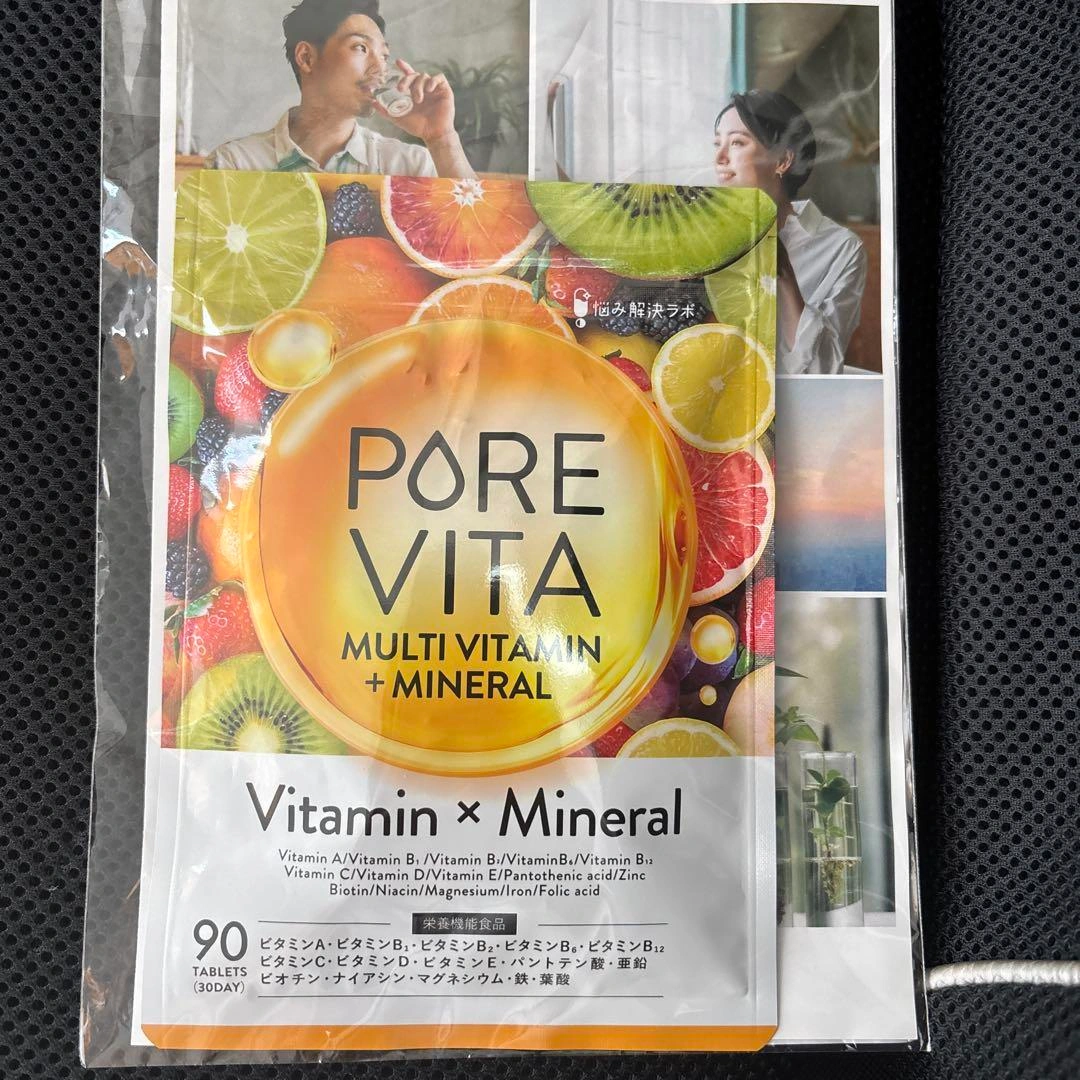 悩み解決ラボ
PORE
VITA
MULTI VITAMIN
+ MINERAL
Vitamin × Mineral
Vitamin A/Vitamin B₁ /Vitamin B₂/VitaminB₆/Vitamin B₁₂
Vitamin C/Vitamin D/Vitamin E/Pantothenic acid/Zinc
Biotin/Niacin/Magnesium/Iron/Folic acid
栄養機能食品
90
TABLETS
(30DAY)
ビタミンA・ビタミンB₁・ビタミンB₂・ビタミンB₆・ビタミンB₁₂
ビタミンC・ビタミンD・ビタミンE・パントテン酸・亜鉛
ビオチン・ナイアシン・マグネシウム・鉄・葉酸